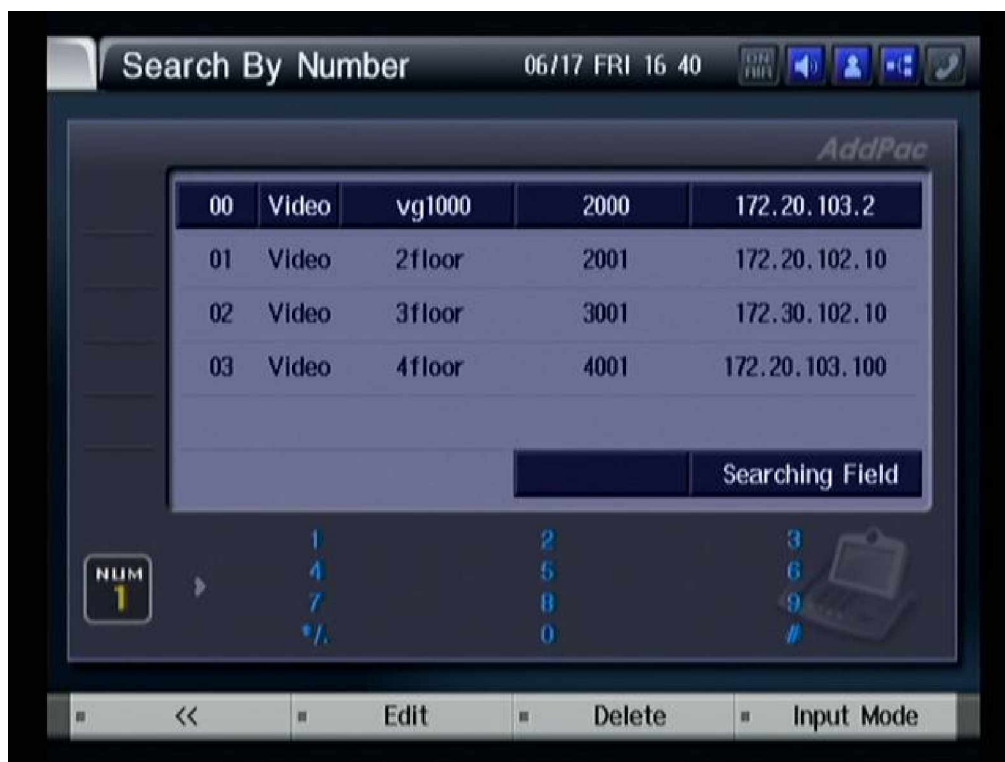 Search By Number 06/17 FRI 16 40 ON AIR
AddPac
00 Video vg1000 2000 172.20.103.2
01 Video 2floor 2001 172.20.102.10
02 Video 3floor 3001 172.30.102.10
03 Video 4floor 4001 172.20.103.100
Searching Field
1 2 3
4 5 6
7 8 9
*/. 0 #
NUM
1
<< Edit Delete Input Mode